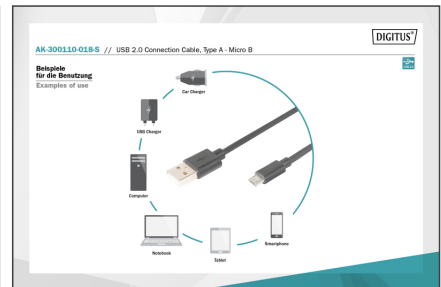 DIGITUS®
AK-300110-018-S // USB 2.0 Connection Cable, Type A - Micro B
Beispiele
für die Benutzung
Examples of use
Car Charger
USB Charger
Computer
Notebook
Tablet
Smartphone